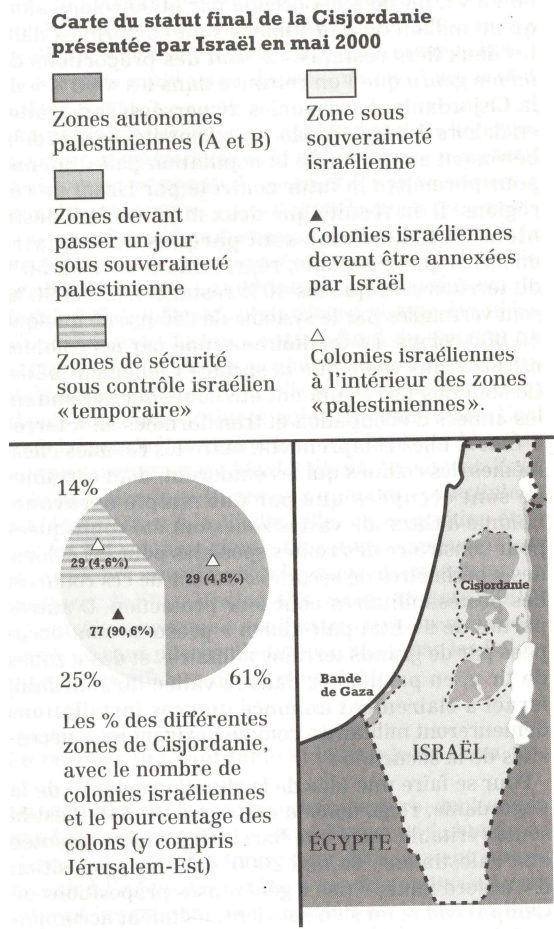 Carte du statut final de la Cisjordanie
présentée par Israël en mai 2000
Zones autonomes
palestiniennes (A et B)
Zones devant
passer un jour
sous souveraineté
palestinienne
Zone de sécurité
sous contrôle israélien
«temporaire»
Zone sous
souveraineté
israélienne
▲
Colonies israéliennes
devant être annexées
par Israël
△
Colonies israéliennes
à l'intérieur des zones
«palestiniennes».
14%
29 (4,6%)
29 (4,8%)
77 (90,6%)
25%
61%
Les % des différentes
zones de Cisjordanie,
avec le nombre de
colonies israéliennes
et le pourcentage des
colons (y compris
Jérusalem-Est)
Cisjordanie
Bande
de Gaza
ISRAËL
ÉGYPTE